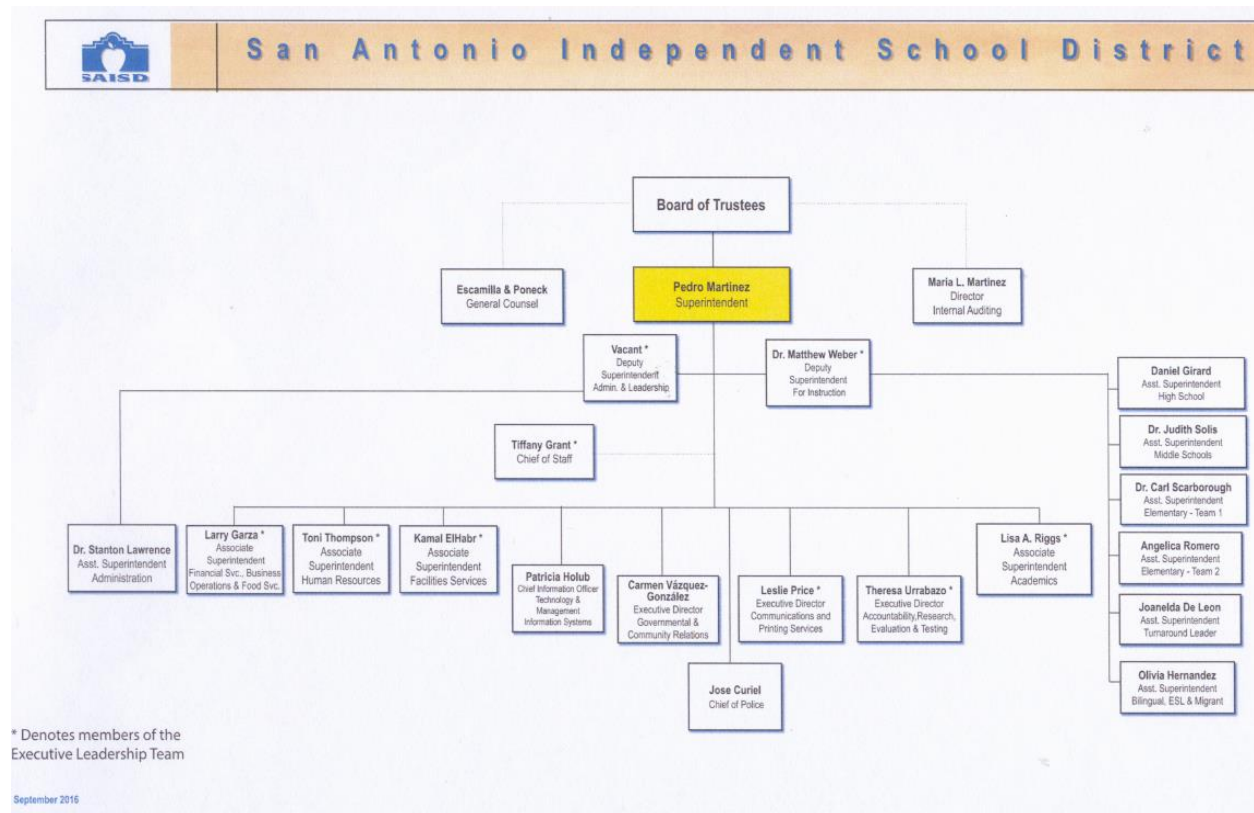 SAISD
San Antonio Independent School District
Board of Trustees
Escamilla & Poneck
General Counsel
Pedro Martinez
Superintendent
Maria L. Martinez
Director
Internal Auditing
Vacant *
Deputy
Superintendent
Admin. & Leadership
Dr. Matthew Weber *
Deputy
Superintendent
For Instruction
Tiffany Grant *
Chief of Staff
Daniel Girard
Asst. Superintendent
High School
Dr. Judith Solis
Asst. Superintendent
Middle Schools
Dr. Carl Scarborough
Asst. Superintendent
Elementary - Team 1
Angelica Romero
Asst. Superintendent
Elementary - Team 2
Joanelda De Leon
Asst. Superintendent
Turnaround Leader
Olivia Hernandez
Asst. Superintendent
Bilingual, ESL & Migrant
Dr. Stanton Lawrence
Asst. Superintendent
Administration
Larry Garza *
Associate
Superintendent
Financial Svc., Business
Operations & Food Svc.
Toni Thompson *
Associate
Superintendent
Human Resources
Kamal ElHabr *
Associate
Superintendent
Facilities Services
Patricia Holub
Chief Information Officer
Technology &
Management
Information Systems
Carmen Vázquez-
González
Executive Director
Governmental &
Community Relations
Leslie Price *
Executive Director
Communications and
Printing Services
Theresa Urrabazo *
Executive Director
Accountability,Research,
Evaluation & Testing
Lisa A. Riggs *
Associate
Superintendent
Academics
Jose Curiel
Chief of Police
* Denotes members of the
Executive Leadership Team
September 2016